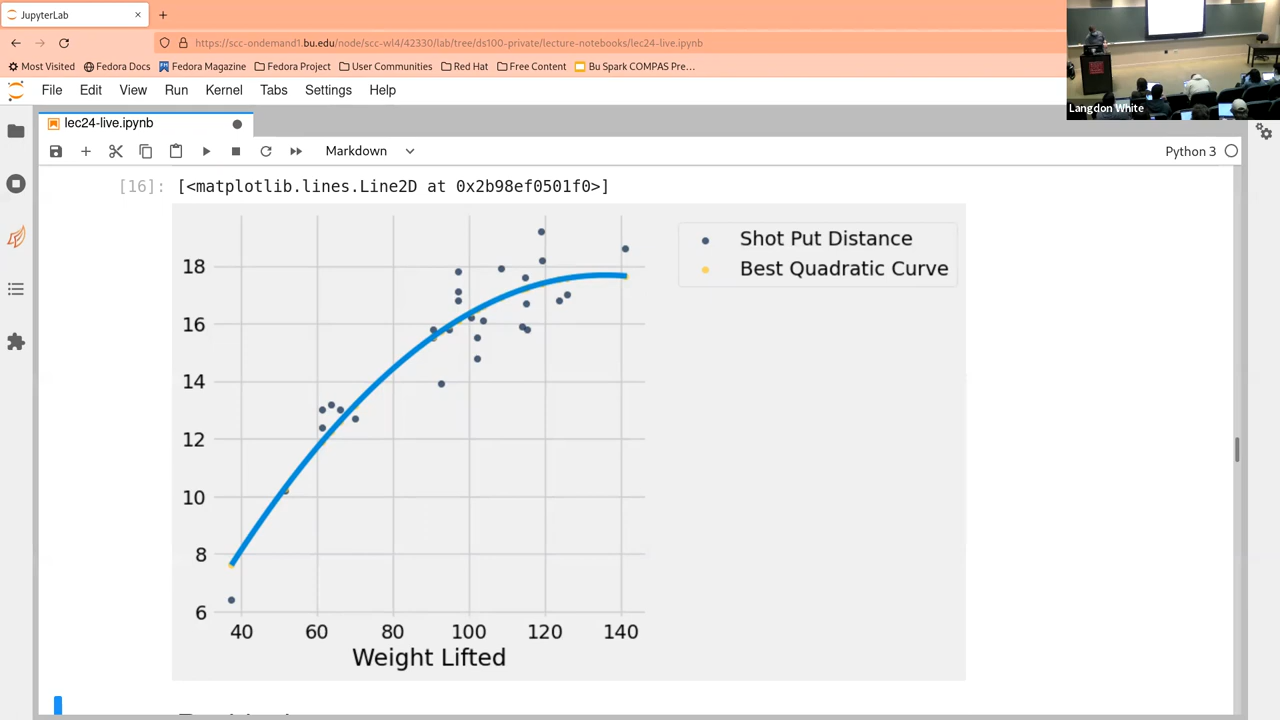 JupyterLab
https://scc-ondemand1.bu.edu/node/scc-wl4/42330/lab/tree/ds100-private/lecture-notebooks/lec24-live.ipynb
Most Visited Fedora Docs Fedora Magazine Fedora Project User Communities Red Hat Free Content Bu Spark COMPAS Pre...
Langdon White
File Edit View Run Kernel Tabs Settings Help
lec24-live.ipynb
Markdown Python 3
[16]: [<matplotlib.lines.Line2D at 0x2b98ef0501f0>]
Shot Put Distance
Best Quadratic Curve
18
16
14
12
10
8
6
40 60 80 100 120 140
Weight Lifted